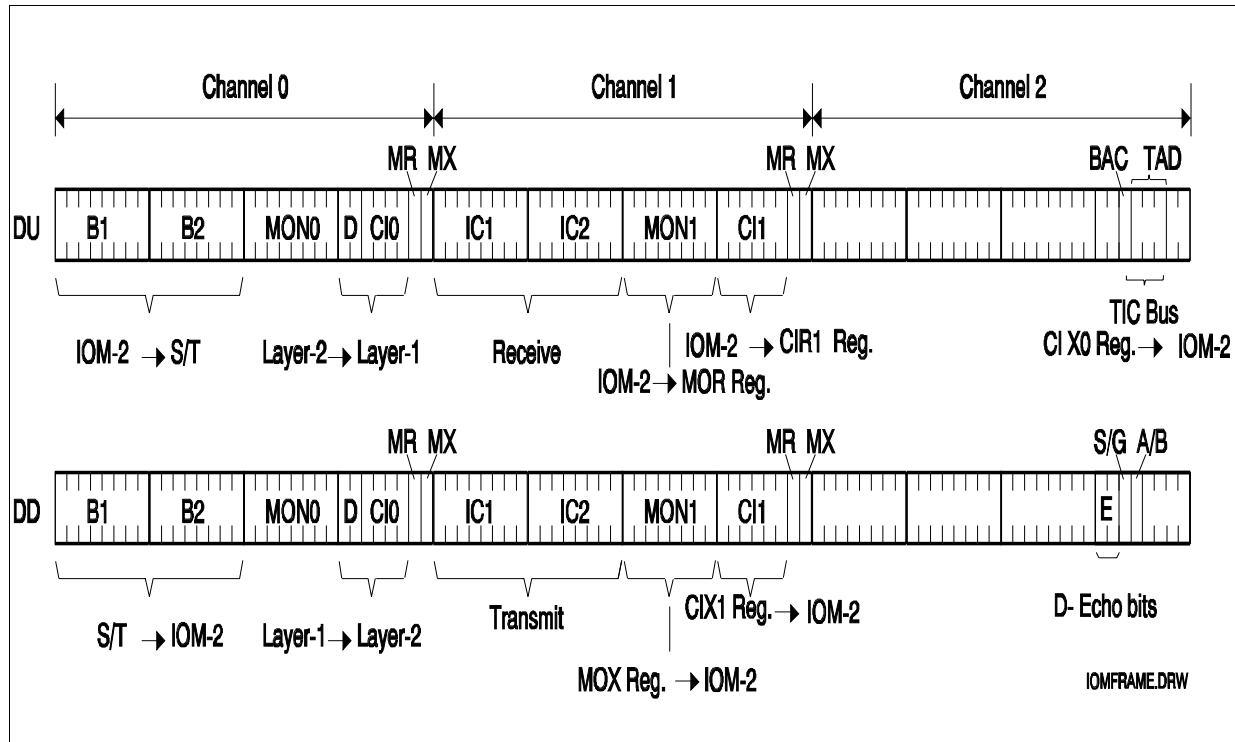 Channel 0 Channel 1 Channel 2
MR MX MR MX BAC TAD
DU B1 B2 MON0 D CI0 IC1 IC2 MON1 CI1
IOM-2 → S/T Layer-2 → Layer-1 Receive IOM-2 → CIR1 Reg. TIC Bus
IOM-2 → MOR Reg. CI X0 Reg. → IOM-2
MR MX MR MX S/G A/B
DD B1 B2 MON0 D CI0 IC1 IC2 MON1 CI1 E
S/T → IOM-2 Layer-1 → Layer-2 Transmit CIX1 Reg. → IOM-2 D- Echo bits
MOX Reg. → IOM-2 IOMFRAME.DRW